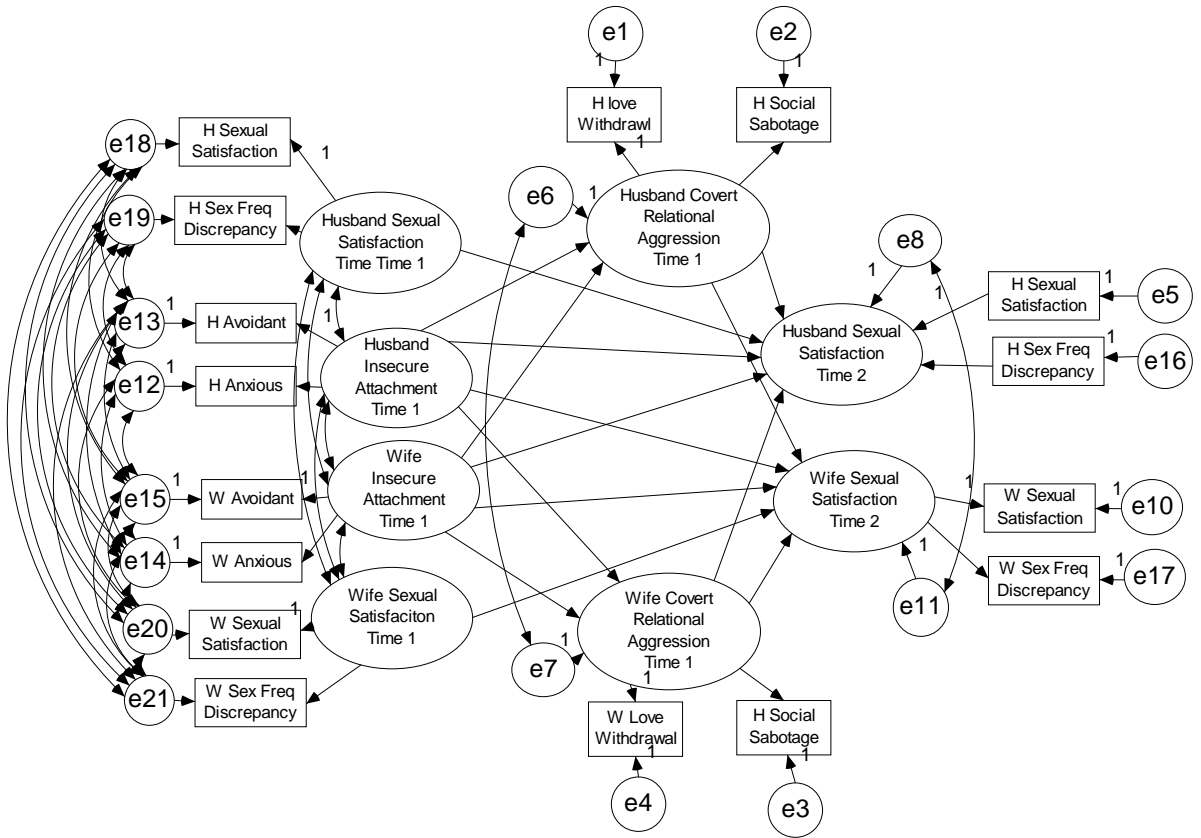 e1
e2
1
1
H love
Withdrawl
H Social
Sabotage
1
e18
H Sexual
Satisfaction
1
e19
H Sex Freq
Discrepancy
Husband Sexual
Satisfaction
Time Time 1
e6
1
Husband Covert
Relational
Aggression
Time 1
e8
1
1
H Sexual
Satisfaction
1
e5
e13
1
H Avoidant
1
Husband
Insecure
Attachment
Time 1
Husband Sexual
Satisfaction
Time 2
H Sex Freq
Discrepancy
1
e16
e12
1
H Anxious
Wife
Insecure
Attachment
Time 1
Wife Sexual
Satisfaction
Time 2
e15
1
W Avoidant
1
1
W Sexual
Satisfaction
1
e10
e14
1
W Anxious
1
W Sex Freq
Discrepancy
1
e17
e11
e20
W Sexual
Satisfaction
1
Wife Sexual
Satisfaciton
Time 1
Wife Covert
Relational
Aggression
Time 1
e7
1
1
e21
W Sex Freq
Discrepancy
W Love
Withdrawal
1
H Social
Sabotage
1
e4
e3